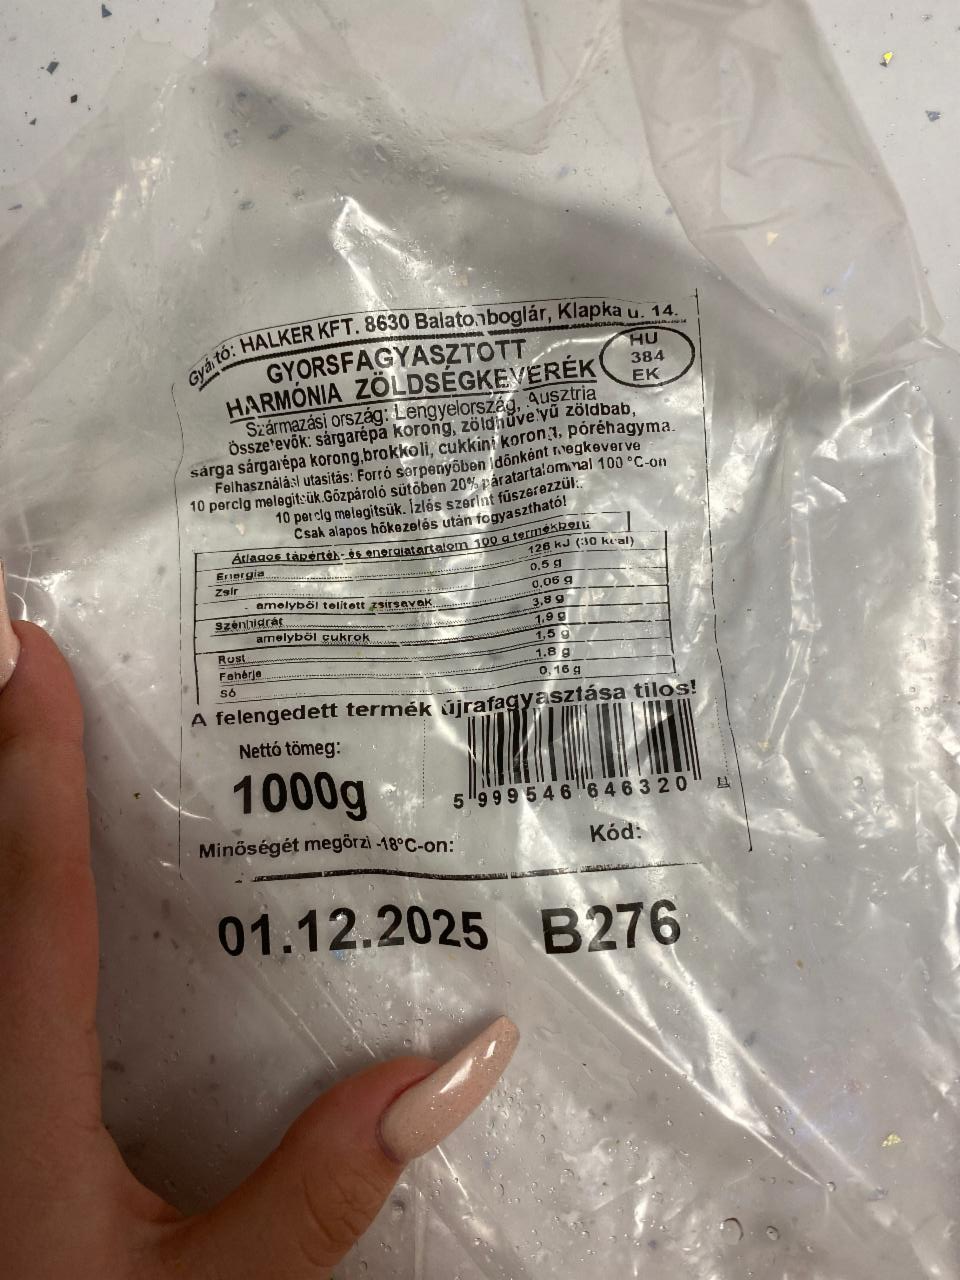 Gyártó: HALKER KFT. 8630 Balatonboglár, Klapka u. 14.
HU
384
EK
GYORSFAGYASZTOTT
HARMÓNIA ZÖLDSÉGKEVERÉK
Származási ország: Lengyelország, Ausztria
Összetevők: sárgarépa korong, zöldhüvelyű zöldbab,
sárga sárgarépa korong,brokkoli, cukkini korong, póréhagyma.
Felhasználási utasítás: Forró serpenyőben időnként megkeverve
10 percig melegítsük.Gőzpároló sütőben 20% páratartalommal 100 °C-on
10 percig melegítsük. Ízlés szerint fűszerezzük.
Csak alapos hőkezelés után fogyasztható!
Átlagos tápérték- és energiatartalom 100 g termékben:
Energia 126 kJ (30 kcal)
Zsír 0,5 g
- amelyből telített zsírsavak 0,06 g
Szénhidrát 3,8 g
amelyből cukrok 1,9 g
Rost 1,5 g
Fehérje 1,8 g
Só 0,16 g
A felengedett termék újrafagyasztása tilos!
Nettó tömeg:
1000g
5 999546 646320
Minőségét megőrzi -18°C-on:
Kód:
01.12.2025 B276